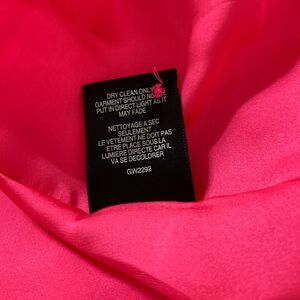 DRY CLEAN ONLY
GARMENT SHOULD NOT BE
PUT IN DIRECT LIGHT AS IT
MAY FADE
NETTOYAGE A SEC
SEULEMENT
LE VETEMENT NE DOIT PAS
ETRE PLACE SOUS LA
LUMIERE DIRECTE CAR IL
VA SE DECOLORER
GW2292